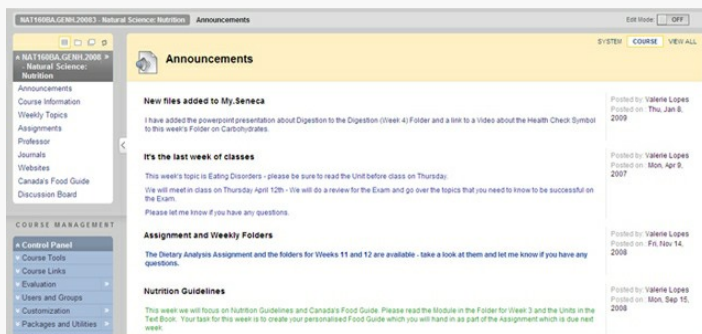 NAT160BA.GENH.20083 - Natural Science: Nutrition Announcements
Edit Mode: OFF
SYSTEM COURSE VIEW ALL
NAT160BA.GENH.2008
- Natural Science:
Nutrition
Announcements
Course Information
Weekly Topics
Assignments
Professor
Journals
Websites
Canada's Food Guide
Discussion Board
COURSE MANAGEMENT
Control Panel
Course Tools
Course Links
Evaluation
Users and Groups
Customization
Packages and Utilities
Announcements
New files added to My.Seneca
I have added the powerpoint presentation about Digestion to the Digestion (Week 4) Folder and a link to a Video about the Health Check Symbol
to this week's Folder on Carbohydrates.
Posted by: Valerie Lopes
Posted on: Thu, Jan 8,
2009
It's the last week of classes
This week's topic is Eating Disorders - please be sure to read the Unit before class on Thursday.
We will meet in class on Thursday April 12th - We will do a review for the Exam and go over the topics that you need to know to be successful on
the Exam.
Please let me know if you have any questions.
Posted by: Valerie Lopes
Posted on: Mon, Apr 9,
2007
Assignment and Weekly Folders
The Dietary Analysis Assignment and the folders for Weeks 11 and 12 are available - take a look at them and let me know if you have any
questions.
Posted by: Valerie Lopes
Posted on: Fri, Nov 14,
2008
Nutrition Guidelines
This week we will focus on Nutrition Guidelines and Canada's Food Guide. Please read the Module in the Folder for Week 3 and the Units in the
Text Book. Your task for this week is to create your personalised Food Guide which you will hand in as part of the Assignment which is due next
week.
Posted by: Valerie Lopes
Posted on: Mon, Sep 15,
2008